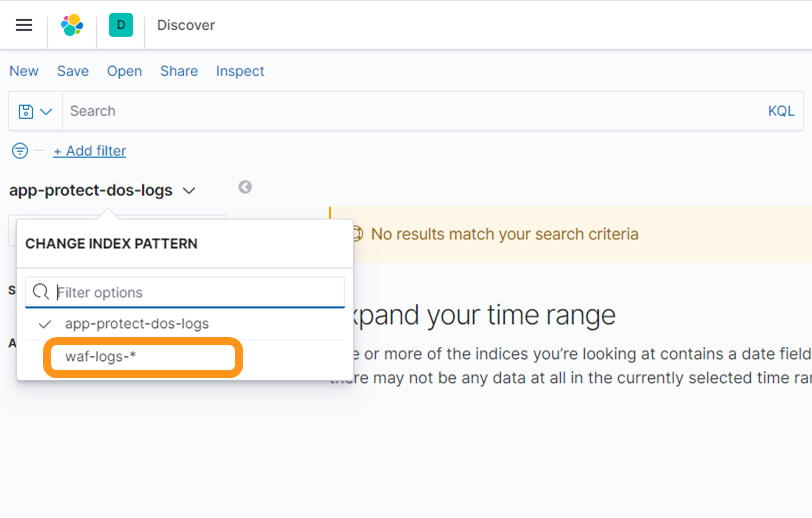 D Discover
New Save Open Share Inspect
Search KQL
+ Add filter
app-protect-dos-logs
No results match your search criteria
CHANGE INDEX PATTERN
Filter options
app-protect-dos-logs
waf-logs-*
S
A
xpand your time range
e or more of the indices you’re looking at contains a date field
there may not be any data at all in the currently selected time ra